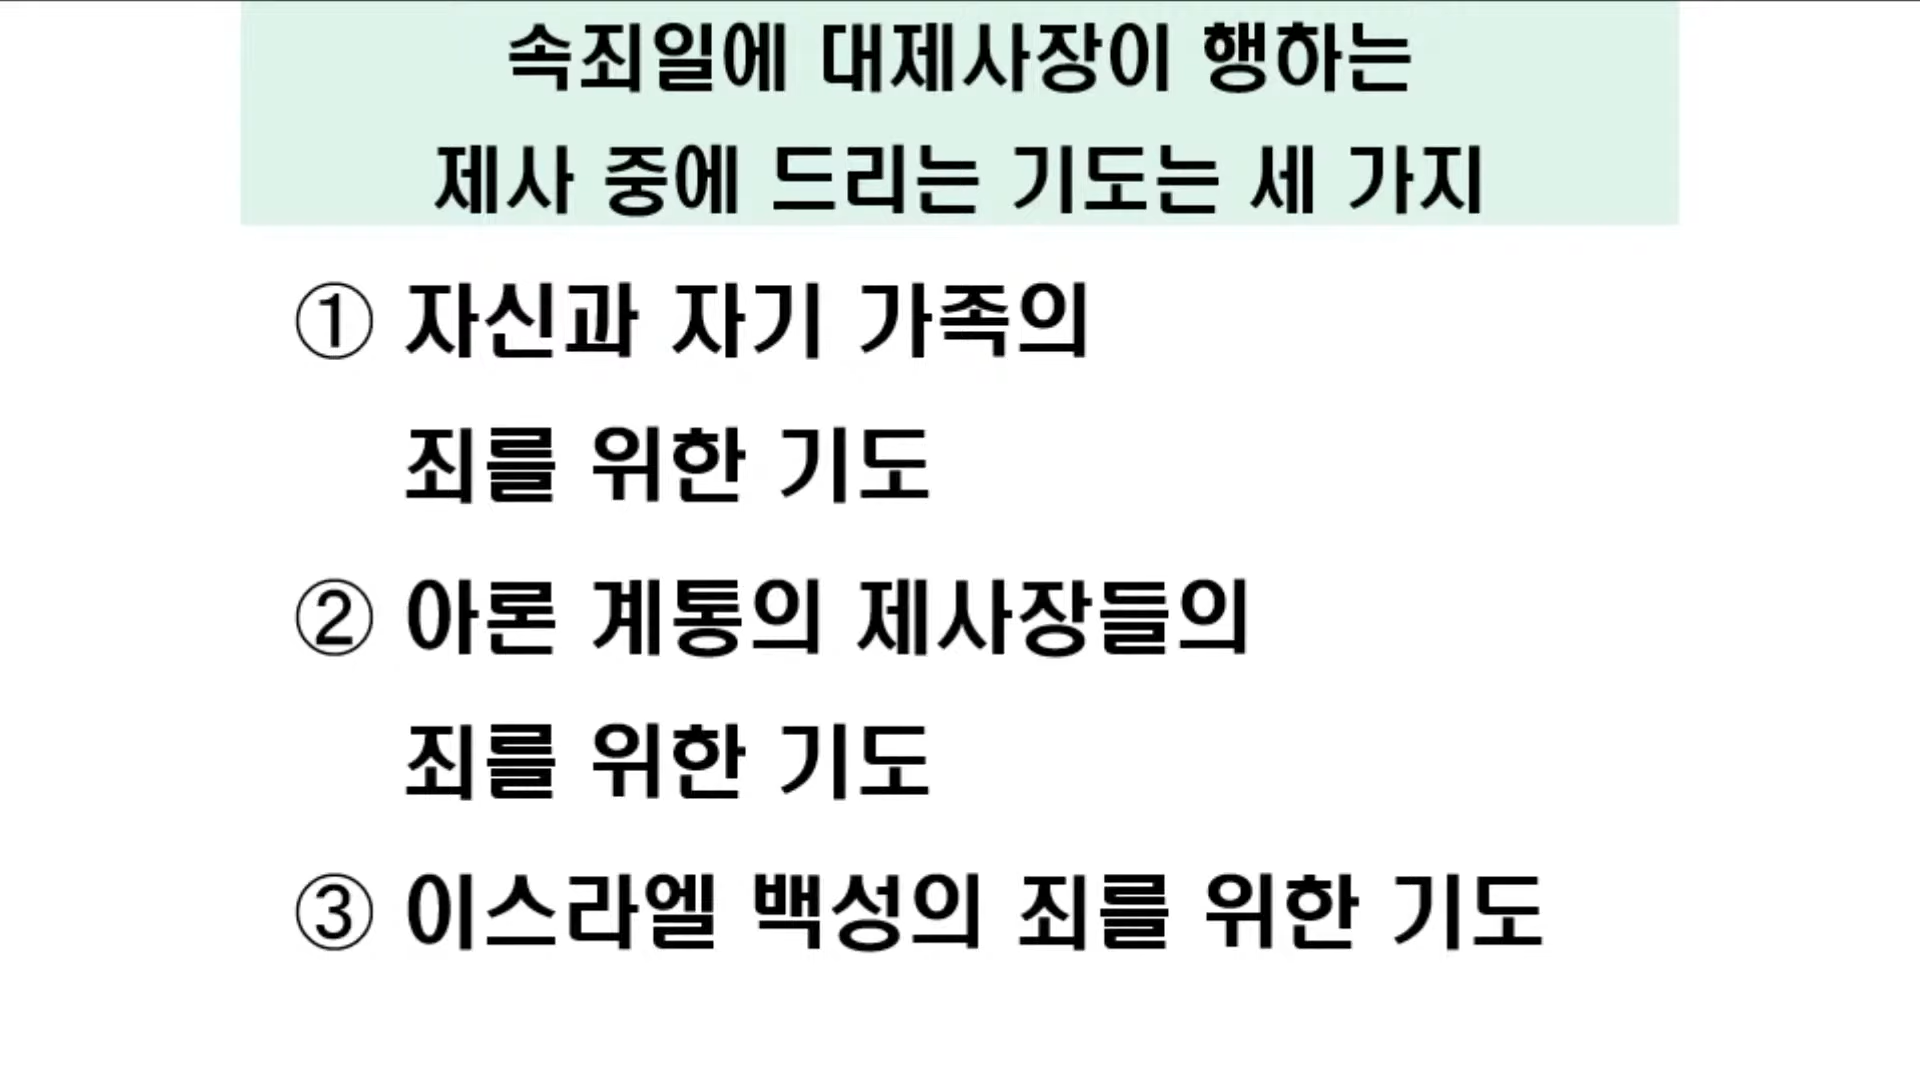 속죄일에 대제사장이 행하는
제사 중에 드리는 기도는 세 가지
① 자신과 자기 가족의
죄를 위한 기도
② 아론 계통의 제사장들의
죄를 위한 기도
③ 이스라엘 백성의 죄를 위한 기도